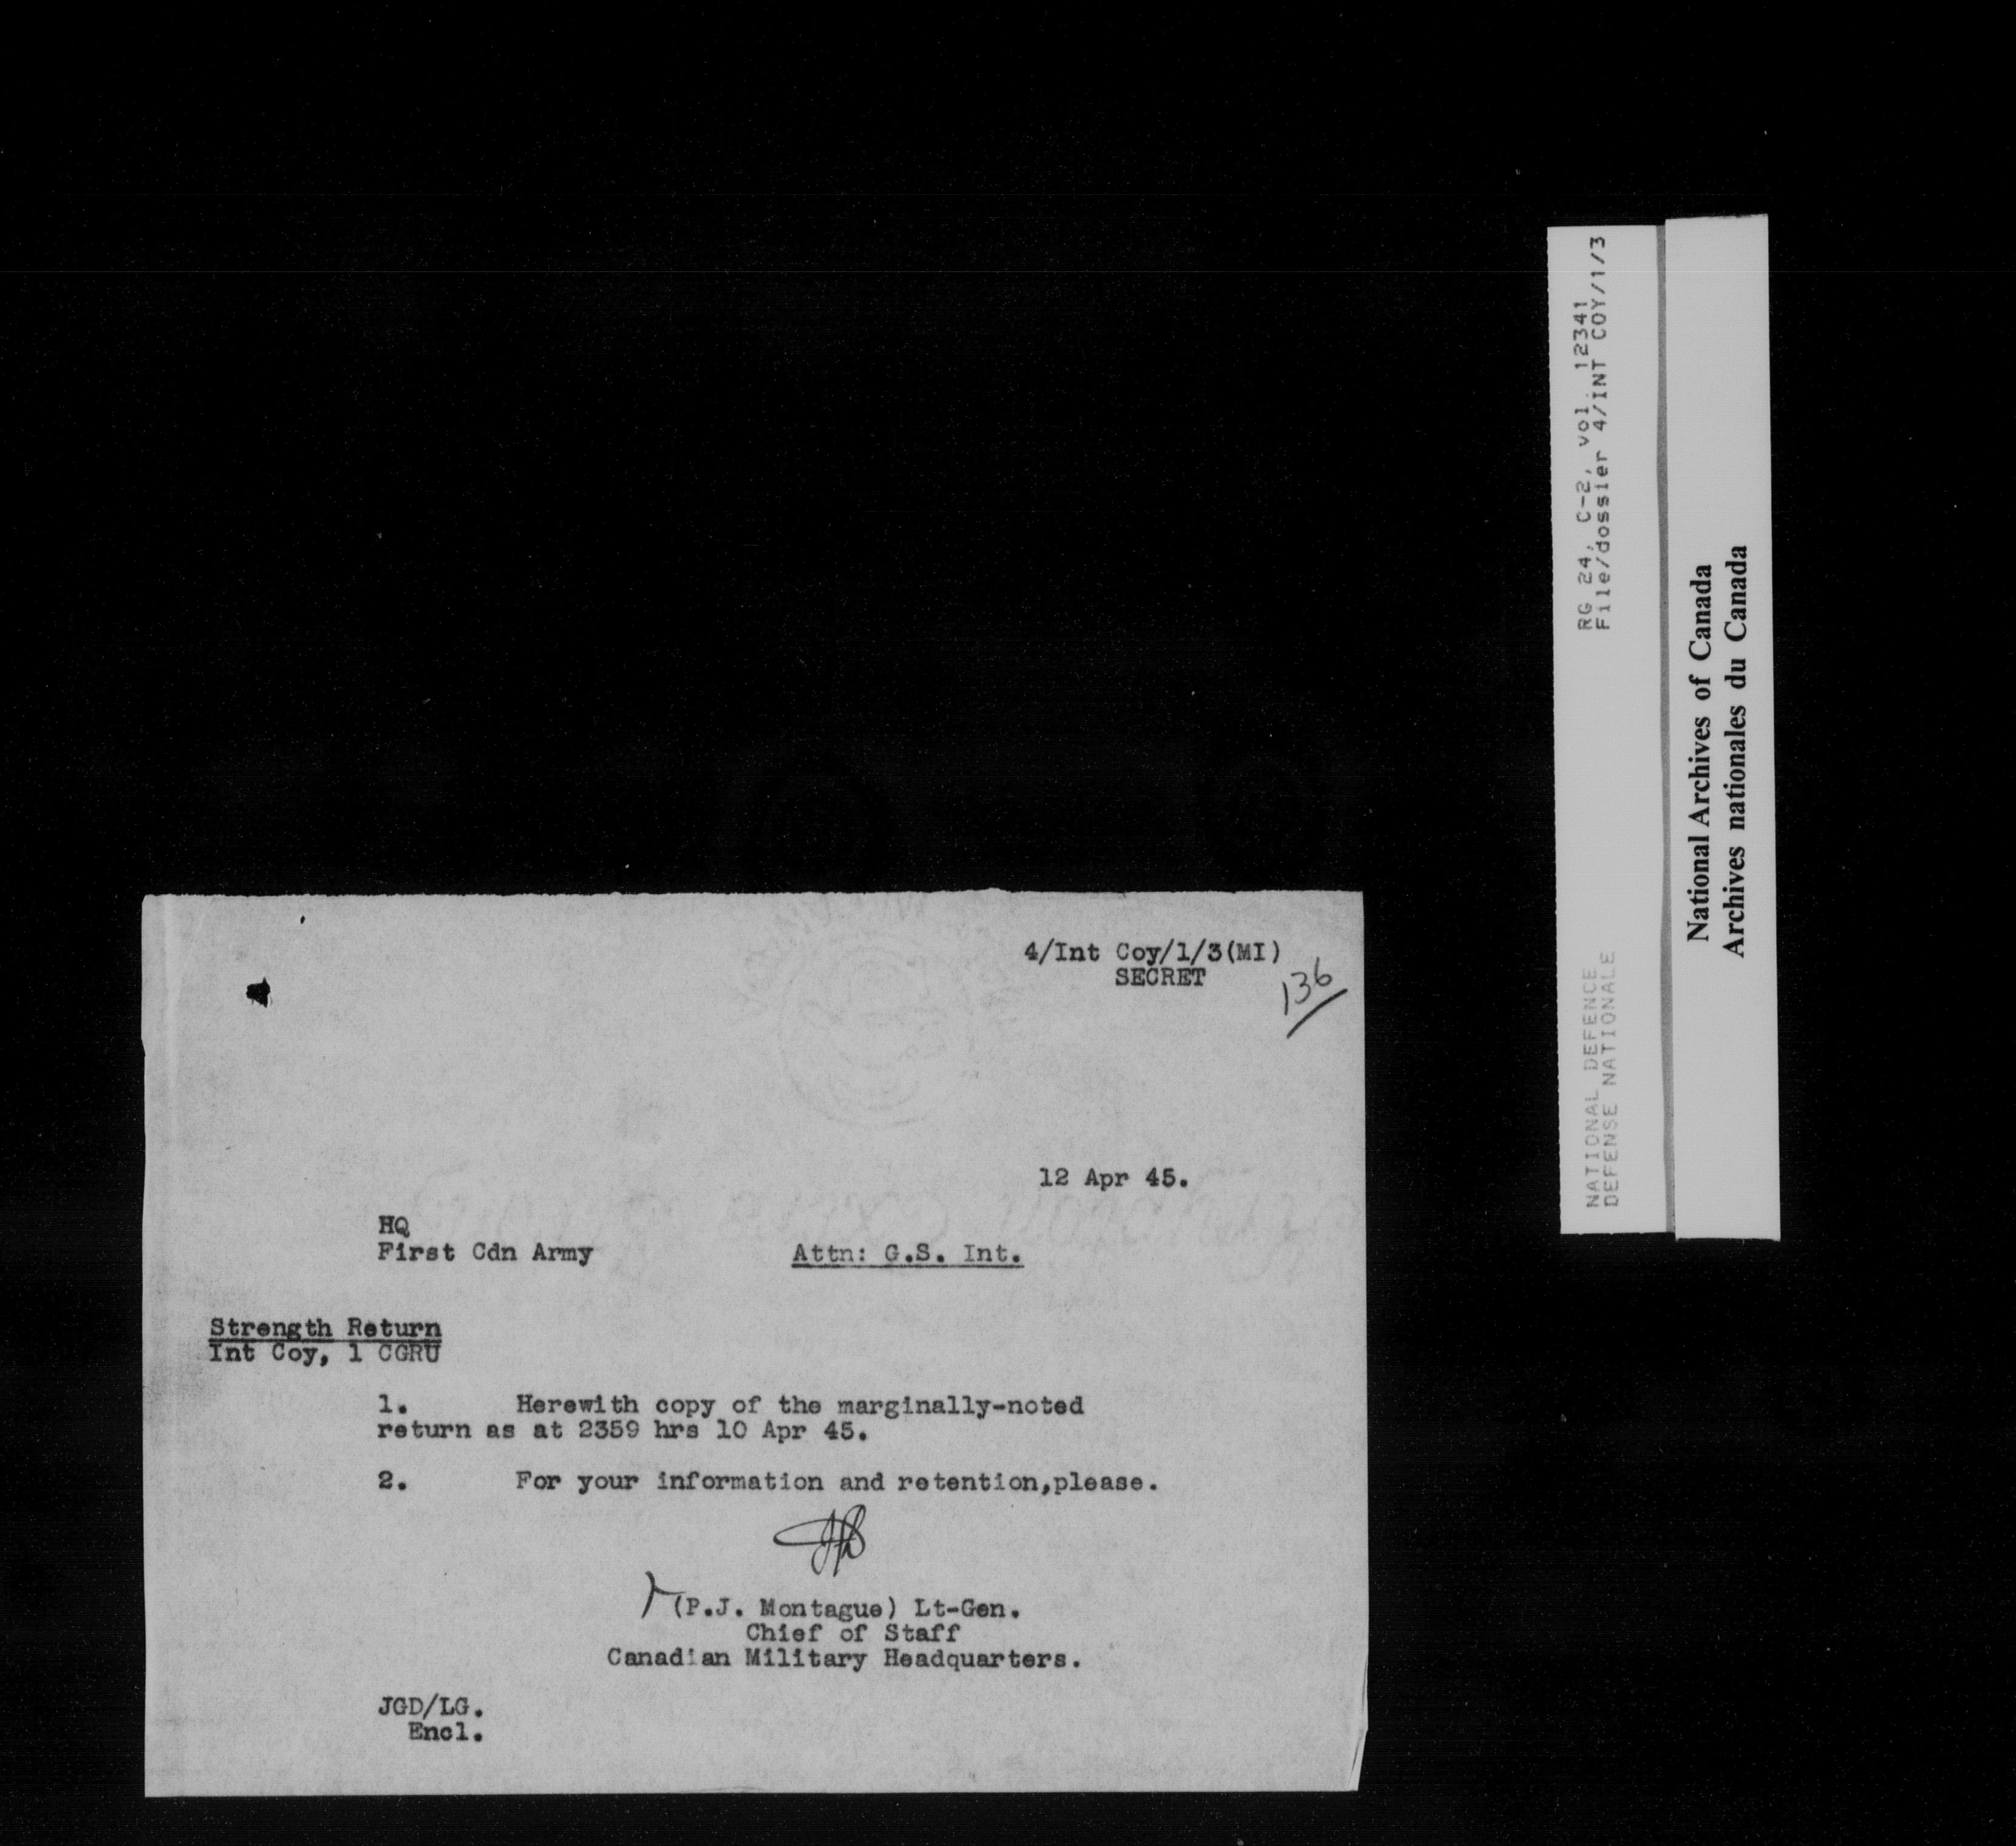 4/Int Coy/1/3(MI)
SECRET
136
12 Apr 45.
HQ
First Cdn Army
Attn: G.S. Int.
Strength Return
Int Coy, 1 CGRU
1. Herewith copy of the marginally-noted
return as at 2359 hrs 10 Apr 45.
2. For your information and retention,please.
(P.J. Montague) Lt-Gen.
Chief of Staff
Canadian Military Headquarters.
JGD/LG.
Encl.
NATIONAL DEFENCE
DEFENSE NATIONALE
RG 24, C-2, vol. 12341
File/dossier 4/INT COY/1/3
National Archives of Canada
Archives nationales du Canada